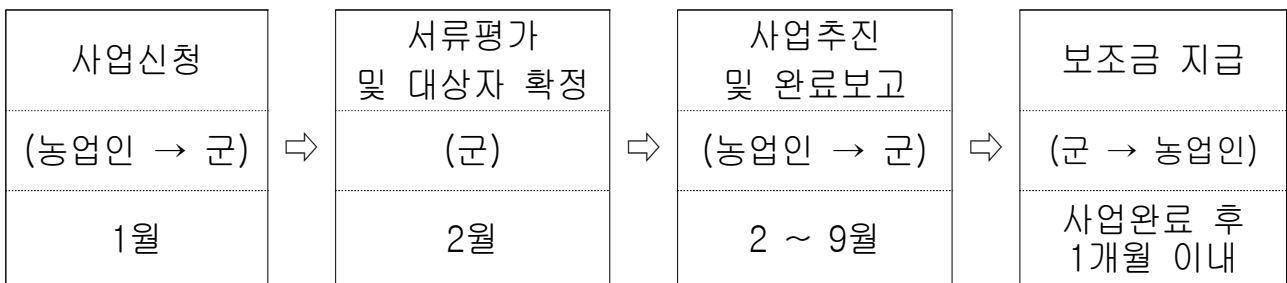 사업신청
(농업인 → 군)
1월
⇨
서류평가
및 대상자 확정
(군)
2월
⇨
사업추진
및 완료보고
(농업인 → 군)
2 ~ 9월
⇨
보조금 지급
(군 → 농업인)
사업완료 후
1개월 이내